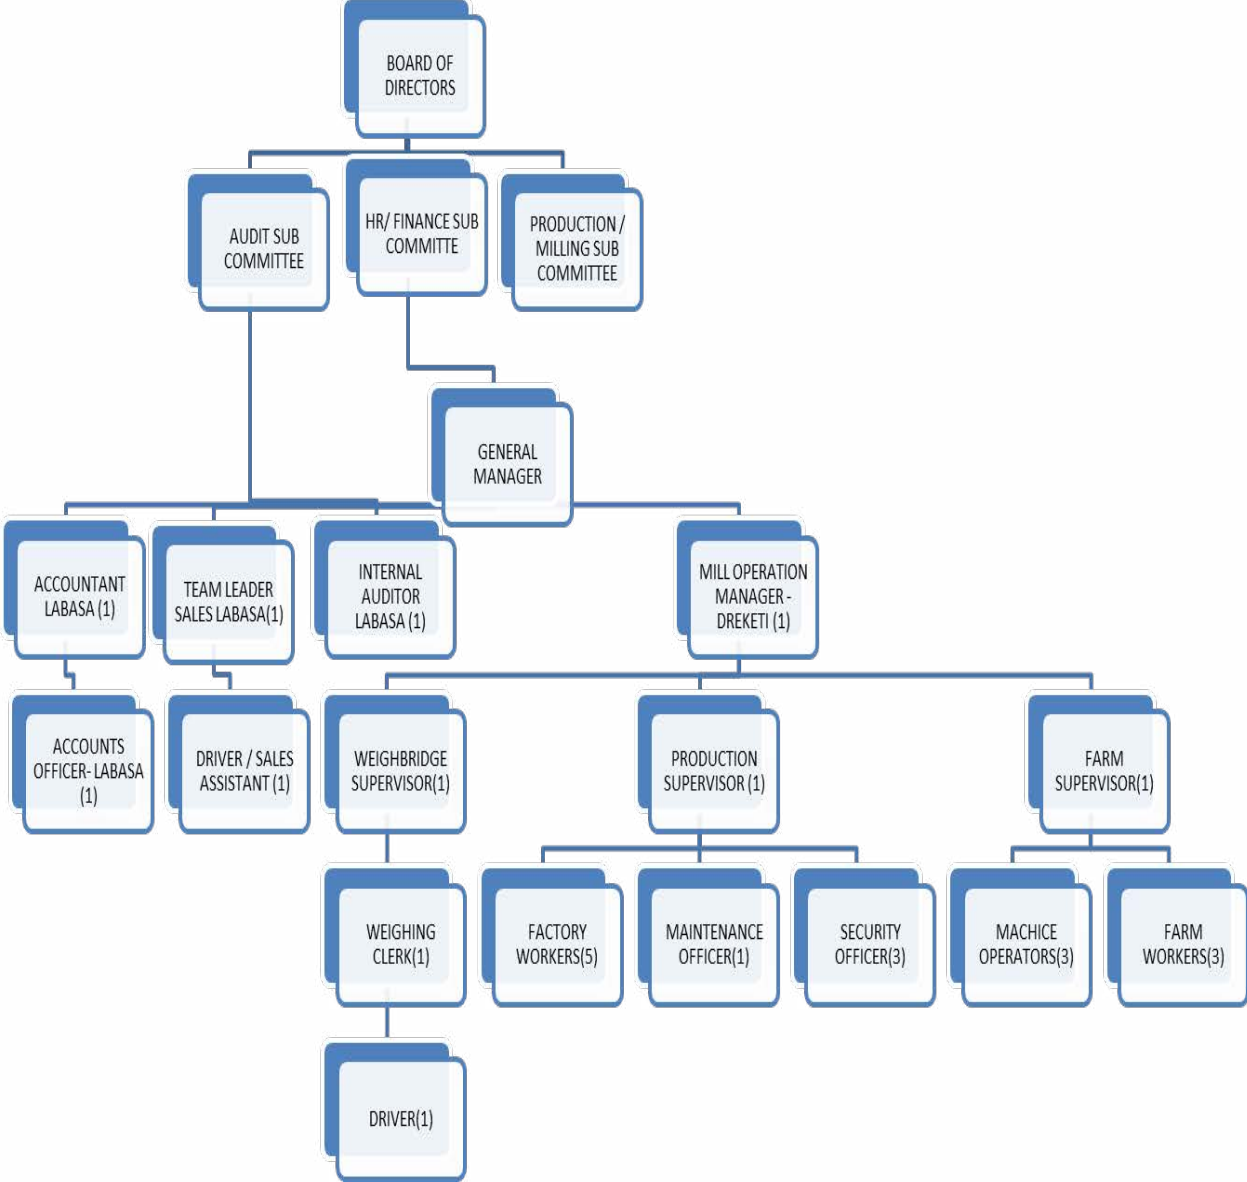 BOARD OF
DIRECTORS
AUDIT SUB
COMMITTEE
HR/ FINANCE SUB
COMMITTE
PRODUCTION /
MILLING SUB
COMMITTEE
GENERAL
MANAGER
ACCOUNTANT
LABASA (1)
TEAM LEADER
SALES LABASA(1)
INTERNAL
AUDITOR
LABASA (1)
MILL OPERATION
MANAGER -
DREKETI (1)
ACCOUNTS
OFFICER- LABASA
(1)
DRIVER / SALES
ASSISTANT (1)
WEIGHBRIDGE
SUPERVISOR(1)
PRODUCTION
SUPERVISOR (1)
FARM
SUPERVISOR(1)
WEIGHING
CLERK(1)
FACTORY
WORKERS(5)
MAINTENANCE
OFFICER(1)
SECURITY
OFFICER(3)
MACHICE
OPERATORS(3)
FARM
WORKERS(3)
DRIVER(1)